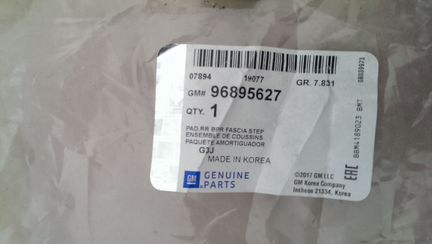 07894 19077 GR. 7.831
GM# 96895627
QTY. 1
PAD,RR BPR FASCIA STEP
ENSEMBLE DE COUSSINS
PAQUETE AMORTIGUADOR
G3J
MADE IN KOREA
GM GENUINE
PARTS
©2017 GM LLC
GM Korea Company
Incheon 21334, Korea
EAC
88M4189023 BMT